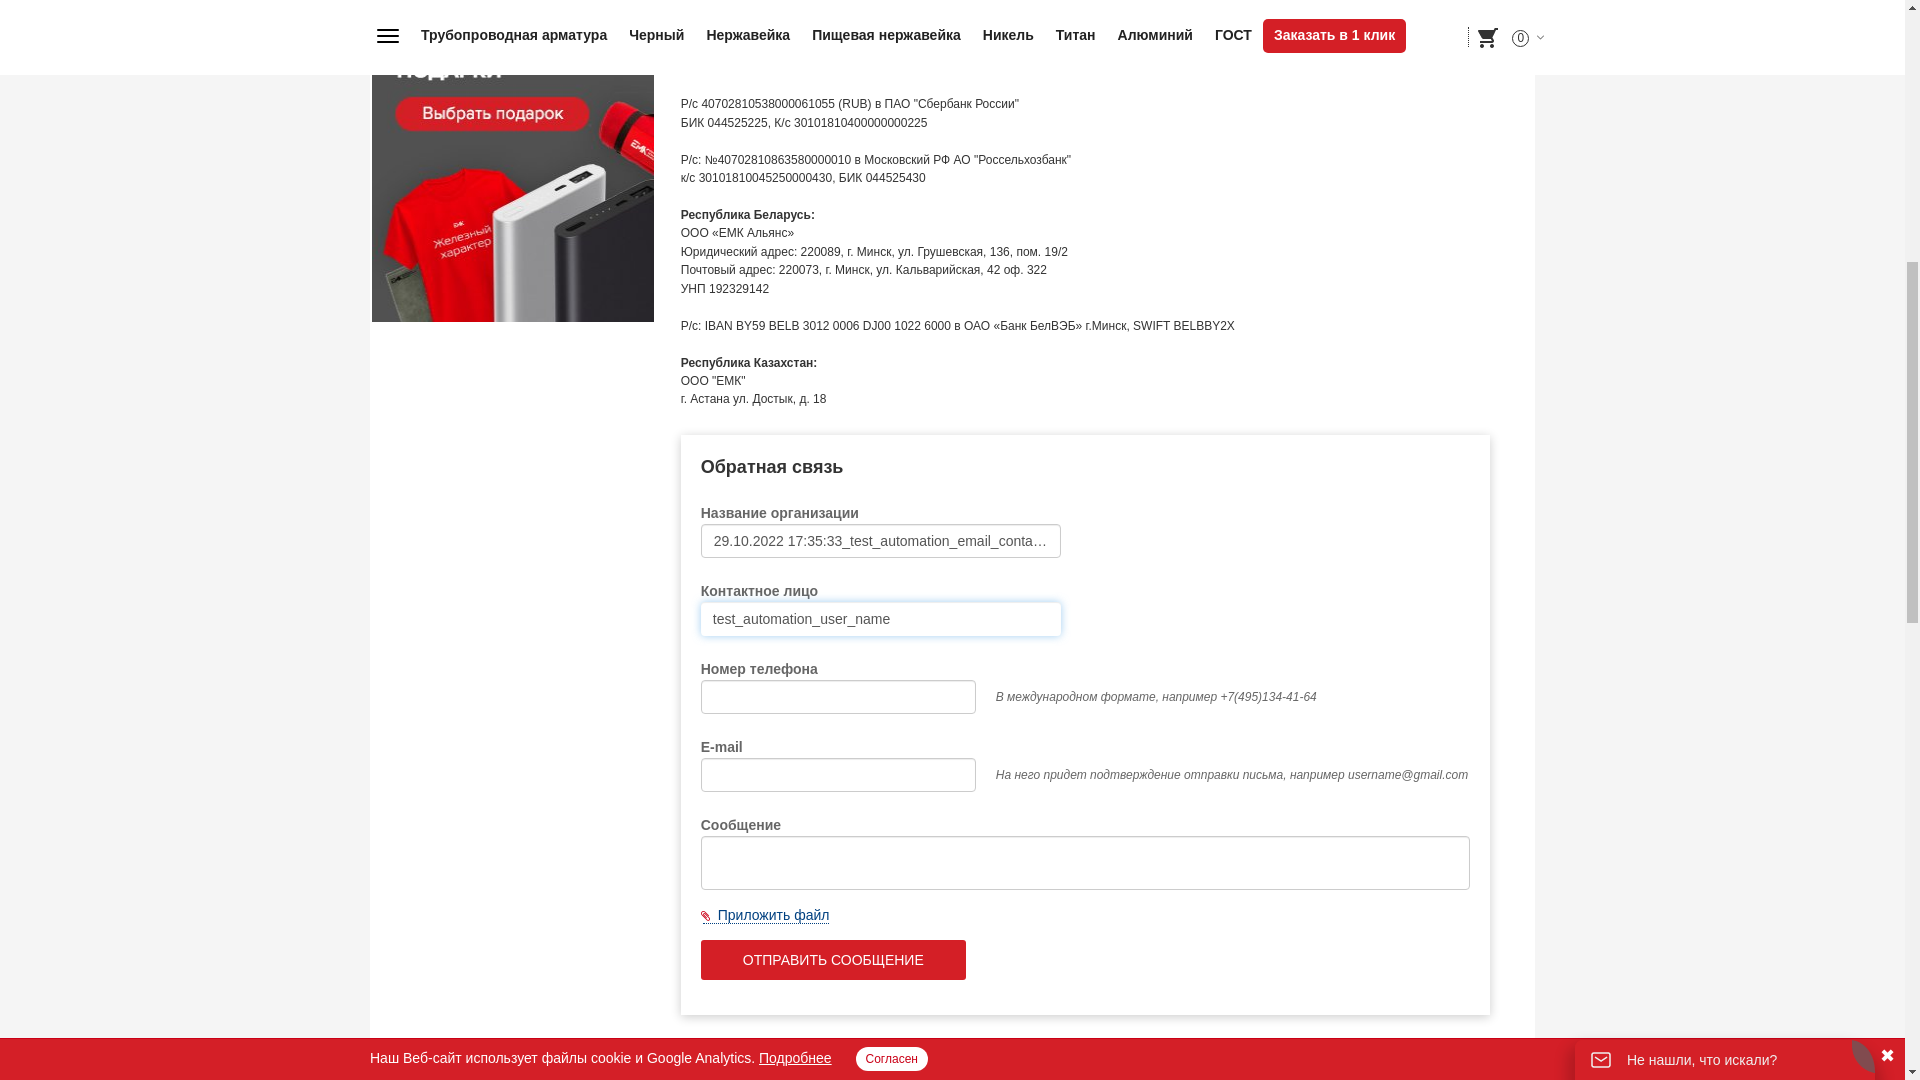 Трубопроводная арматура
Черный
Нержавейка
Пищевая нержавейка
Никель
Титан
Алюминий
ГОСТ
Заказать в 1 клик
0
Выбрать подарок
ЕМК
ЕМК
Железный
характер
Р/с 40702810538000061055 (RUB) в ПАО "Сбербанк России"
БИК 044525225, К/с 30101810400000000225
Р/с: №40702810863580000010 в Московский РФ АО "Россельхозбанк"
к/с 30101810045250000430, БИК 044525430
Республика Беларусь:
ООО «ЕМК Альянс»
Юридический адрес: 220089, г. Минск, ул. Грушевская, 136, пом. 19/2
Почтовый адрес: 220073, г. Минск, ул. Кальварийская, 42 оф. 322
УНП 192329142
Р/с: IBAN BY59 BELB 3012 0006 DJ00 1022 6000 в ОАО «Банк БелВЭБ» г.Минск, SWIFT BELBBY2X
Республика Казахстан:
ООО "ЕМК"
г. Астана ул. Достык, д. 18
Обратная связь
Название организации
29.10.2022 17:35:33_test_automation_email_conta...
Контактное лицо
test_automation_user_name
Номер телефона
В международном формате, например +7(495)134-41-64
E-mail
На него придет подтверждение отправки письма, например username@gmail.com
Сообщение
Приложить файл
ОТПРАВИТЬ СООБЩЕНИЕ
Наш Веб-сайт использует файлы cookie и Google Analytics. Подробнее
Согласен
Не нашли, что искали?